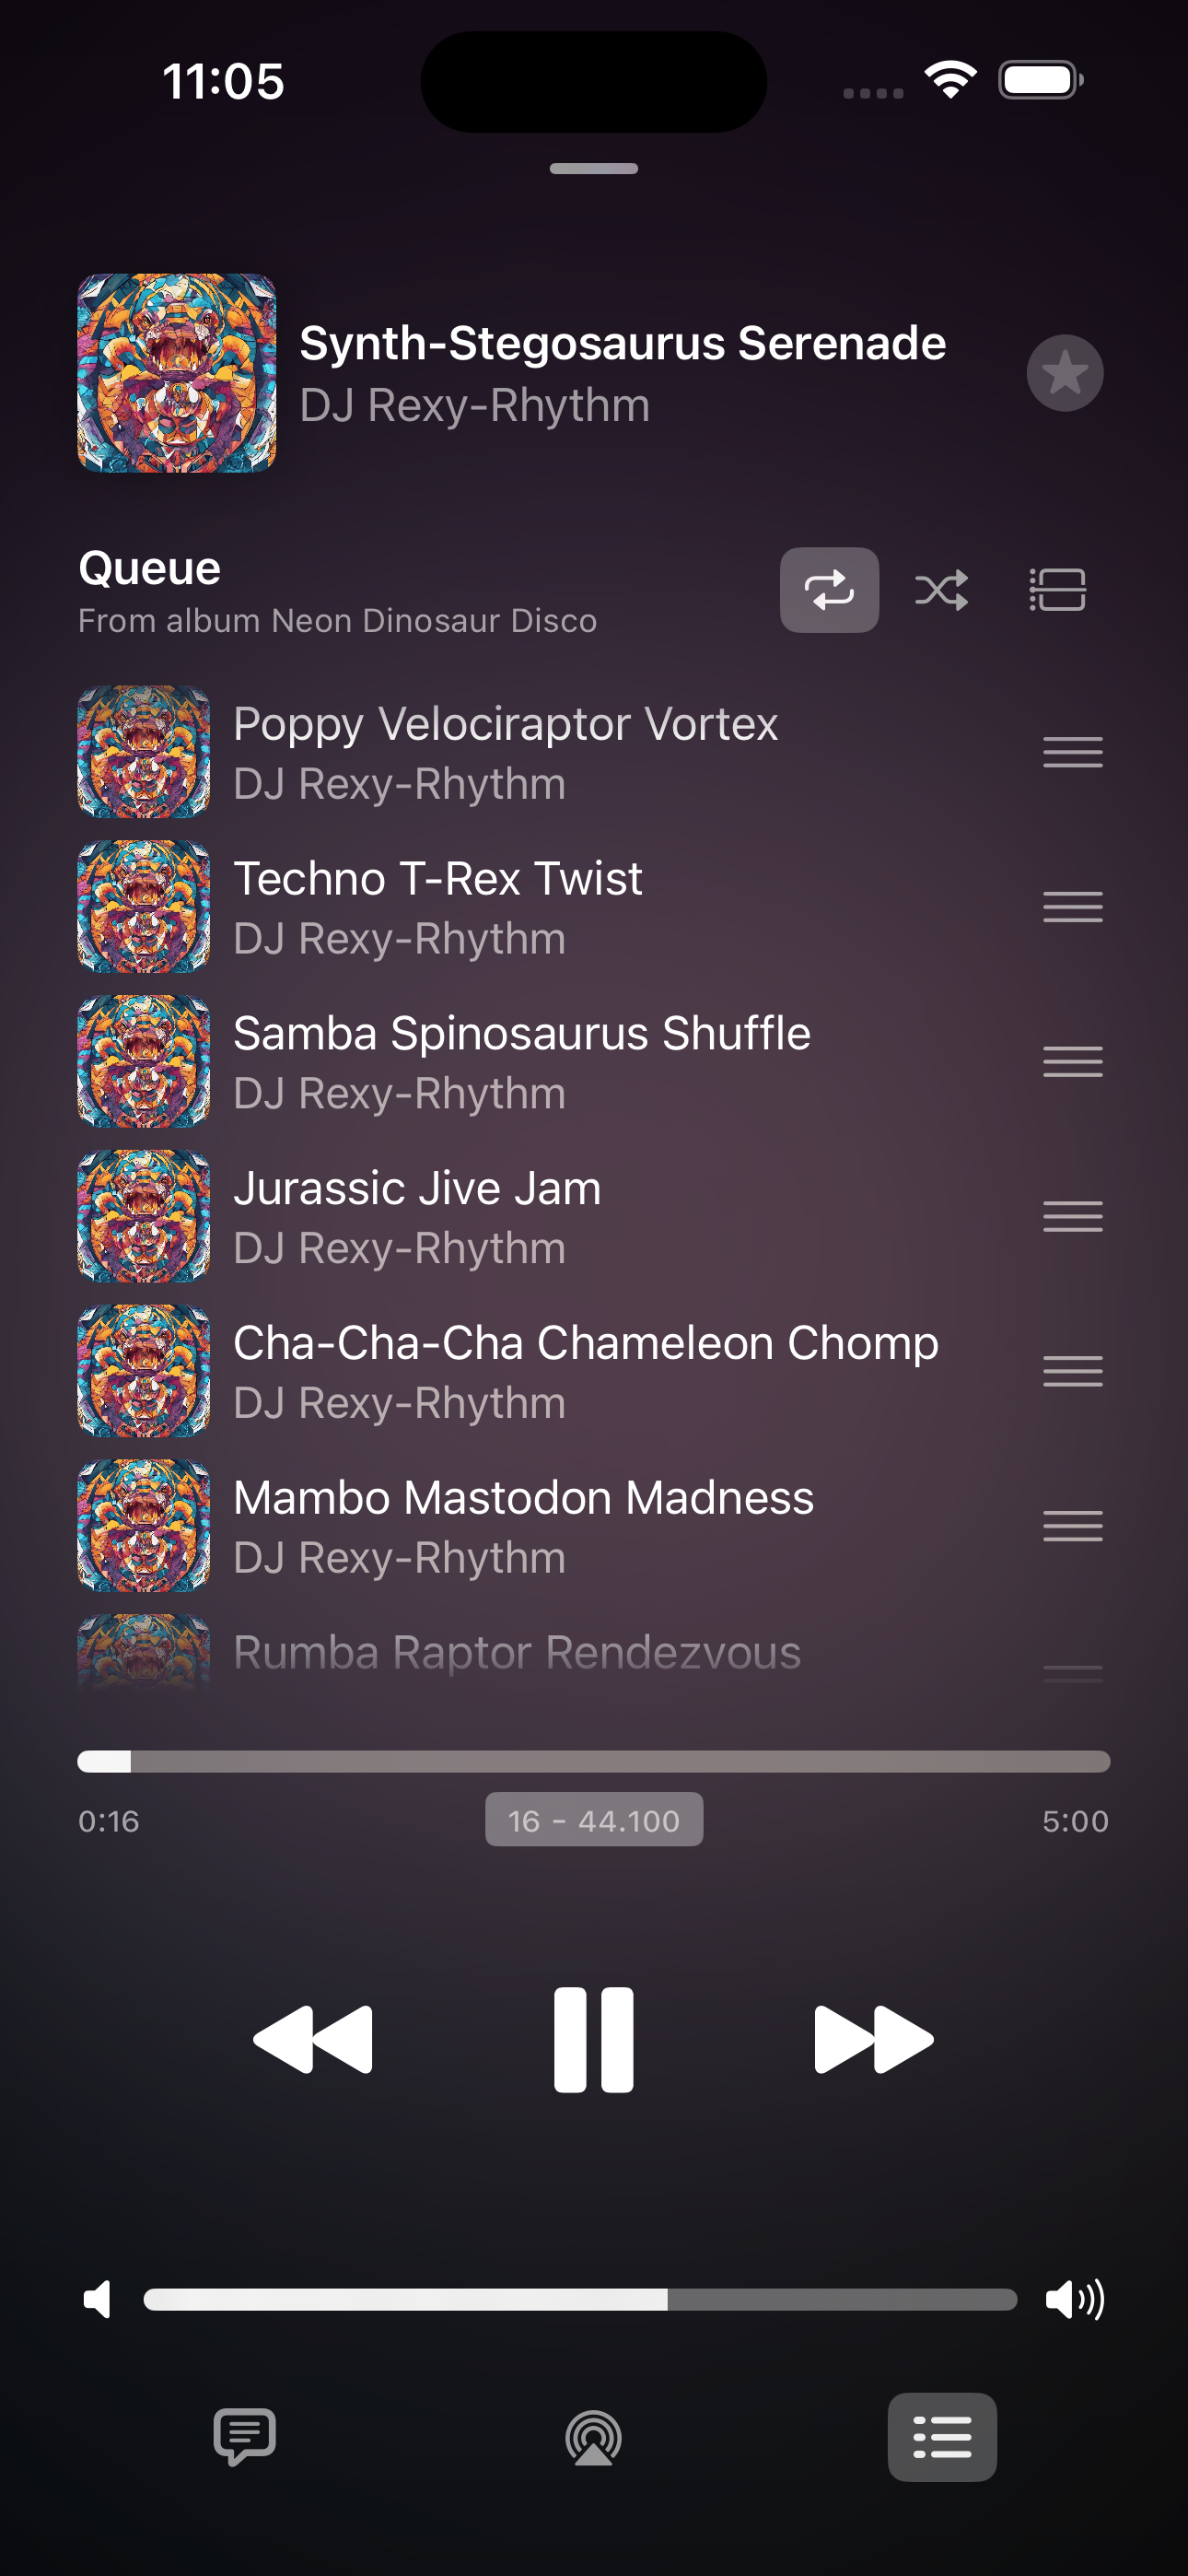 11:05
Synth-Stegosaurus Serenade
DJ Rexy-Rhythm
Queue
From album Neon Dinosaur Disco
Poppy Velociraptor Vortex
DJ Rexy-Rhythm
Techno T-Rex Twist
DJ Rexy-Rhythm
Samba Spinosaurus Shuffle
DJ Rexy-Rhythm
Jurassic Jive Jam
DJ Rexy-Rhythm
Cha-Cha-Cha Chameleon Chomp
DJ Rexy-Rhythm
Mambo Mastodon Madness
DJ Rexy-Rhythm
Rumba Raptor Rendezvous
0:16
16 - 44.100
5:00